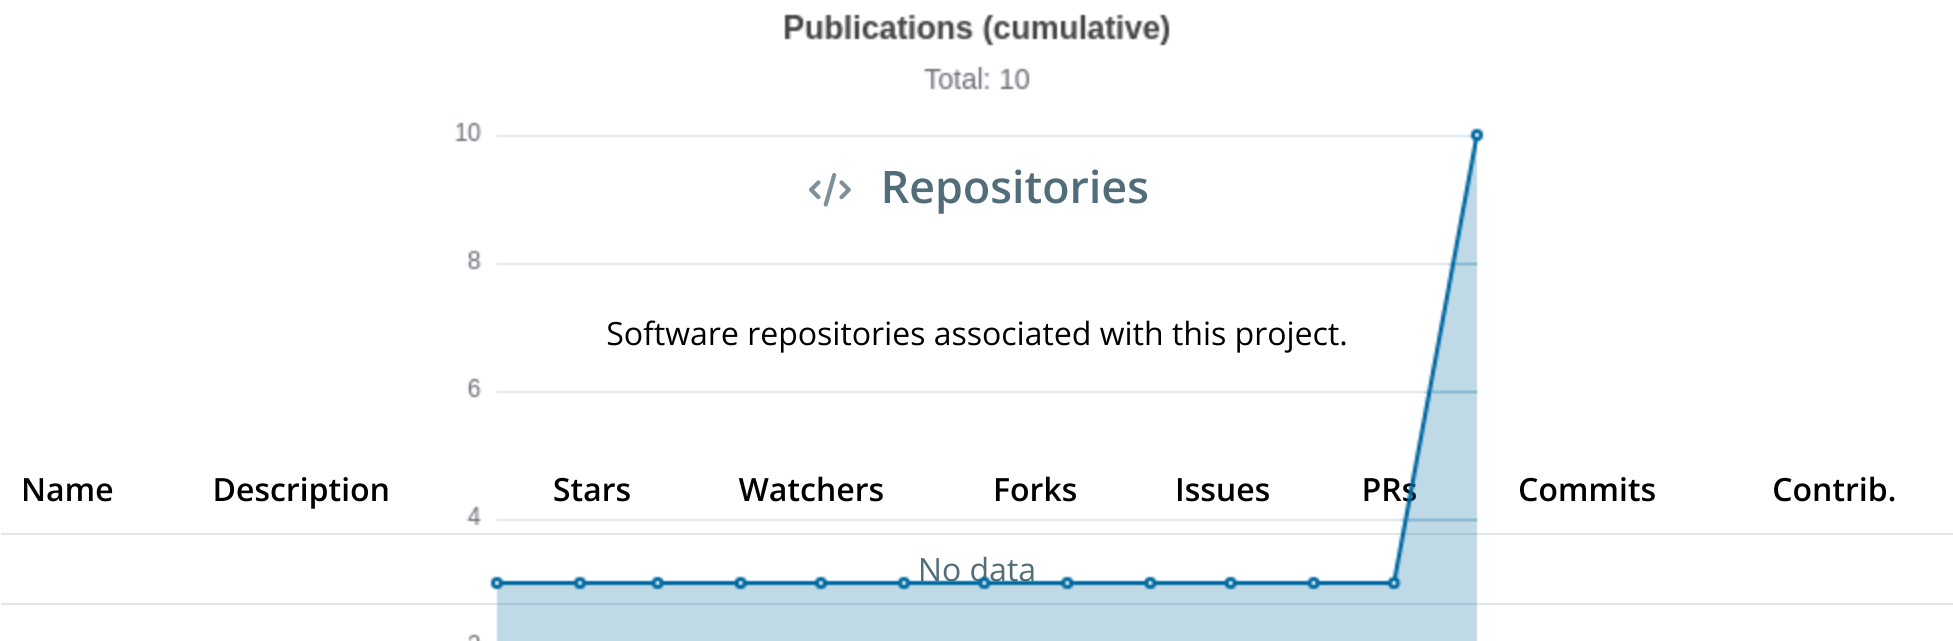 Publications (cumulative)
Total: 10
10
</> Repositories
8
Software repositories associated with this project.
6
Name Description Stars Watchers Forks Issues PRs Commits Contrib.
4
No data